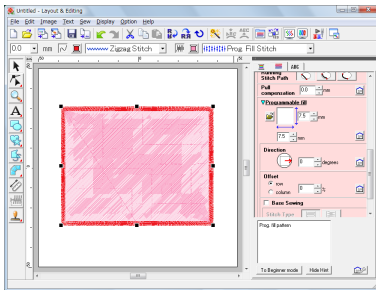 Untitled - Layout & Editing
File Edit Image Text Sew Display Option Help
0.0 mm Zigzag Stitch Prog. Fill Stitch
ABC
Running
Stitch Path
Pull
compensation 0.0 mm
Programmable fill
7.5 mm
7.5 mm
Direction
0 degrees
Offset
row
column 0 %
Base Sewing
Stitch Type
Prog. fill pattern
To Beginner mode Hide Hint